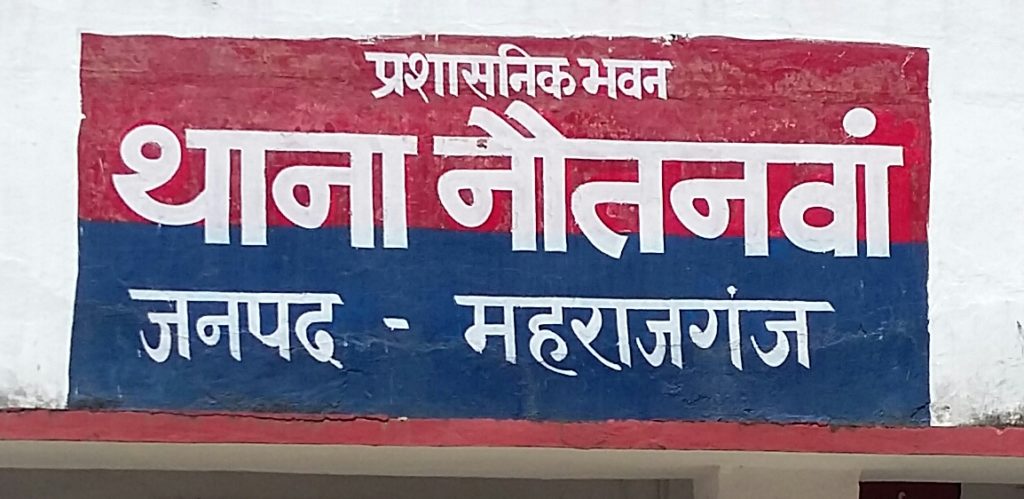 प्रशासनिक भवन
थाना नौतनवां
जनपद - महराजगंज